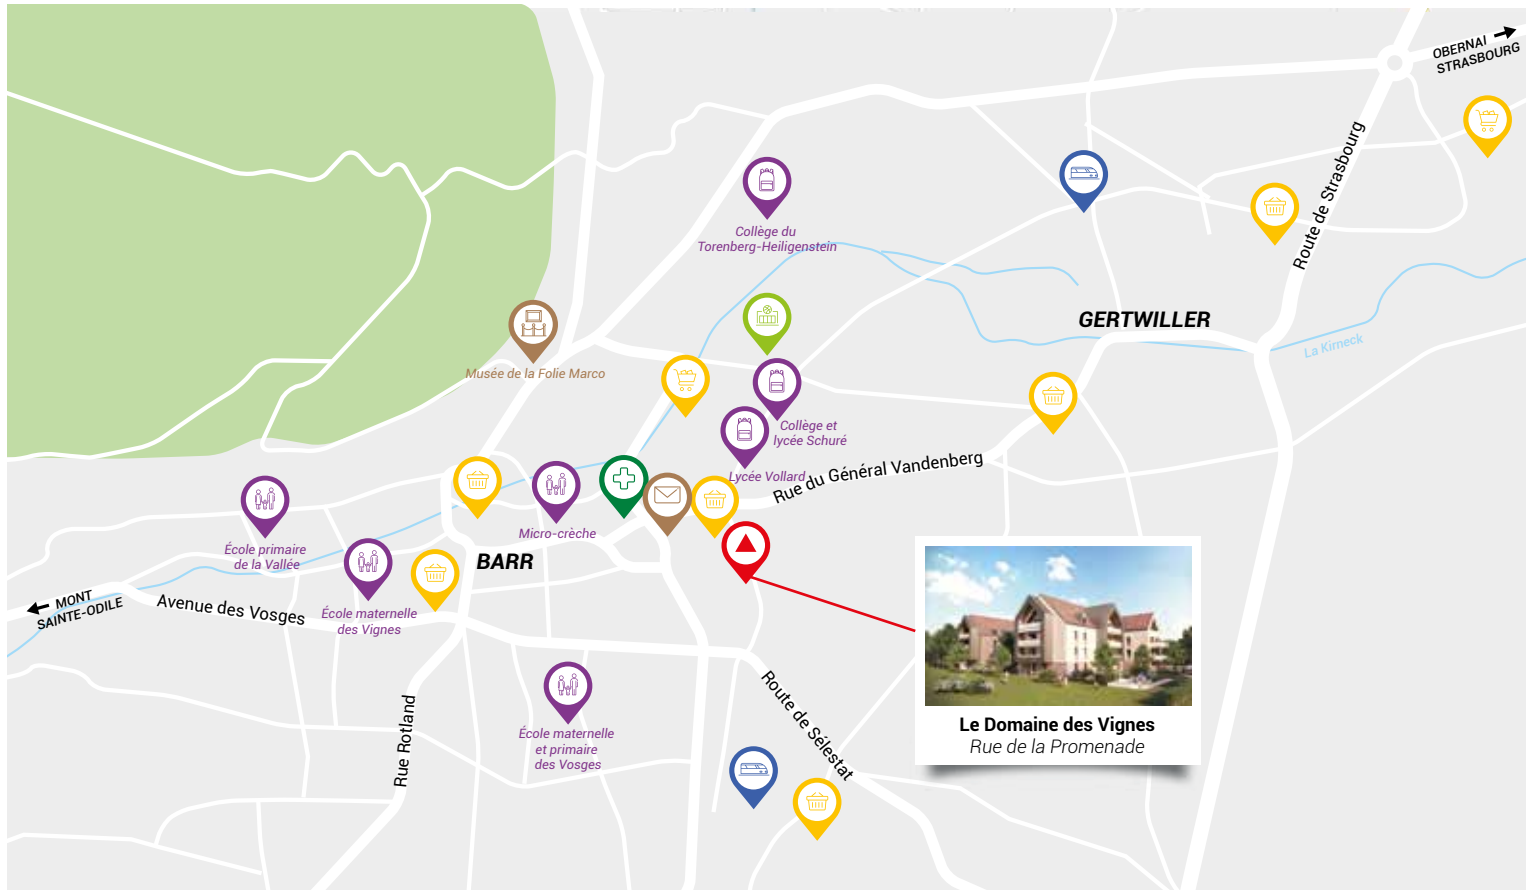 OBERNAI
STRASBOURG
Route de Strasbourg
Collège du
Torenberg-Heiligenstein
GERTWILLER
La Kirneck
Musée de la Folie Marco
Collège et
lycée Schuré
Lycée Vollard
Rue du Général Vandenberg
Micro-crèche
École primaire
de la Vallée
BARR
MONT
SAINTE-ODILE
Avenue des Vosges
École maternelle
des Vignes
École maternelle
et primaire
des Vosges
Rue Rotland
Route de Sélestat
Le Domaine des Vignes
Rue de la Promenade